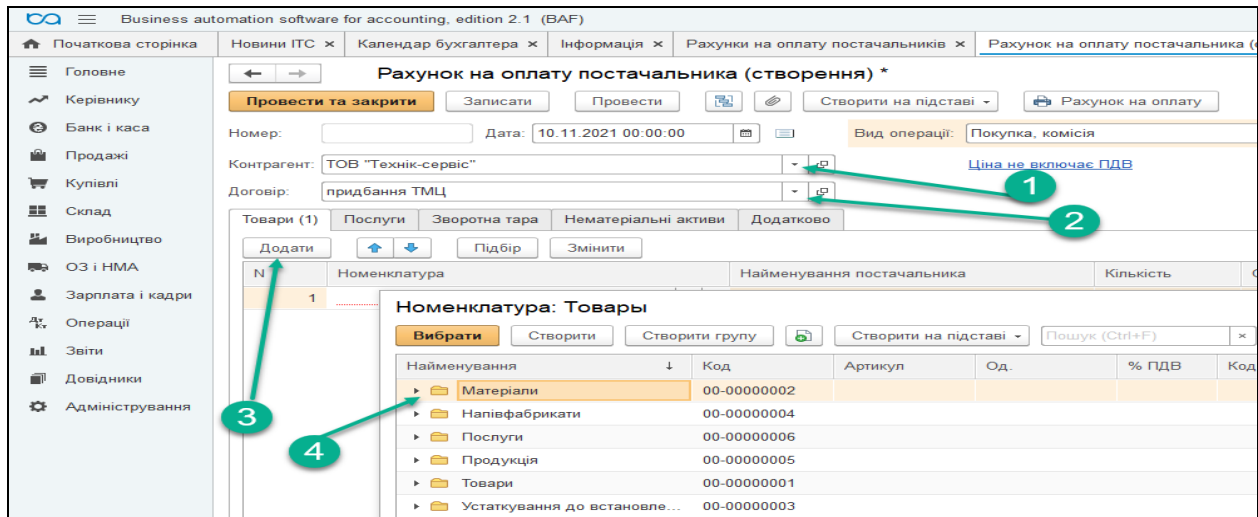 Business automation software for accounting, edition 2.1 (BAF)
Початкова сторінка
Новини ІТС ×
Календар бухгалтера ×
Інформація ×
Рахунки на оплату постачальників ×
Рахунок на оплату постачальника (с
Головне
Керівнику
Банк і каса
Продажі
Купівлі
Склад
Виробництво
ОЗ і НМА
Зарплата і кадри
Операції
Звіти
Довідники
Адміністрування
Рахунок на оплату постачальника (створення) *
Провести та закрити Записати Провести Створити на підставі Рахунок на оплату
Номер: Дата: 10.11.2021 00:00:00 Вид операції: Покупка, комісія
Контрагент: ТОВ "Технік-сервіс" Ціна не включає ПДВ
1
Договір: придбання ТМЦ
2
Товари (1) Послуги Зворотна тара Нематеріальні активи Додатково
Додати Підбір Змінити
N Номенклатура Найменування постачальника Кількість
1
Номенклатура: Товары
Вибрати Створити Створити групу Створити на підставі Пошук (Ctrl+F) ×
Найменування ↓ Код Артикул Од. % ПДВ Код
Матеріали 00-00000002
Напівфабрикати 00-00000004
Послуги 00-00000006
Продукція 00-00000005
Товари 00-00000001
Устаткування до встановле... 00-00000003
3
4